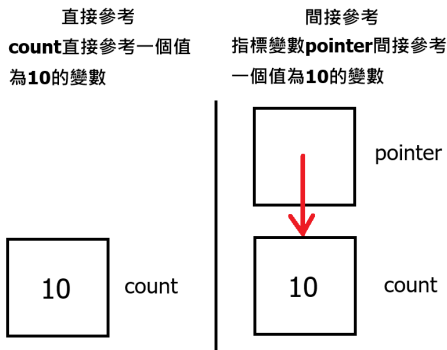 直接參考
count直接參考一個值
為10的變數
10
count
間接參考
指標變數pointer間接參考
一個值為10的變數
pointer
10
count